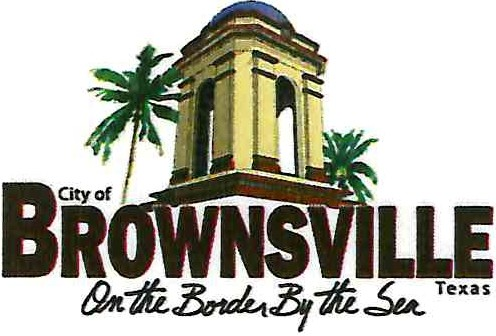 City of
BROWNSVILLE
Texas
On the Border By the Sea